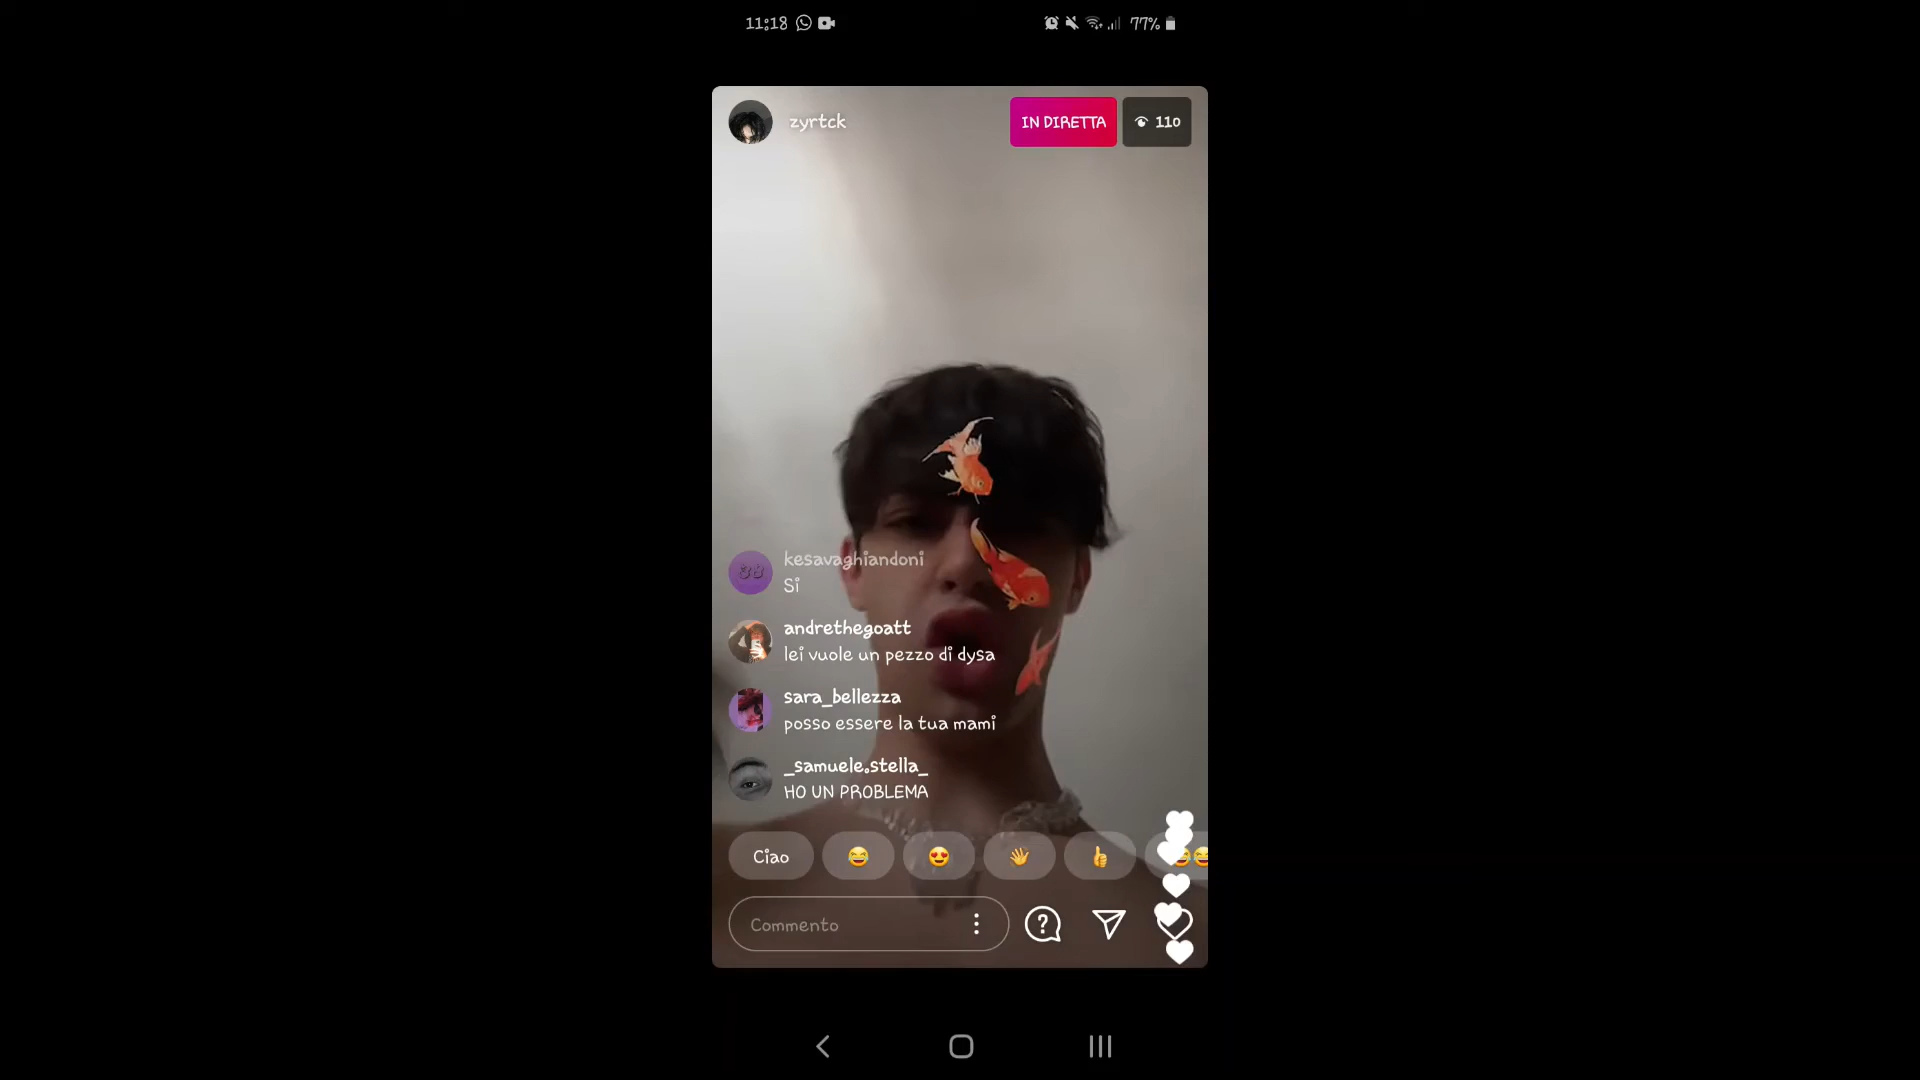 11:18
77%
zyrtck
IN DIRETTA
110
kesavaghiandoni
Si
andrethegoatt
lei vuole un pezzo di dysa
sara_bellezza
posso essere la tua mami
_samuele.stella_
HO UN PROBLEMA
Ciao
Commento